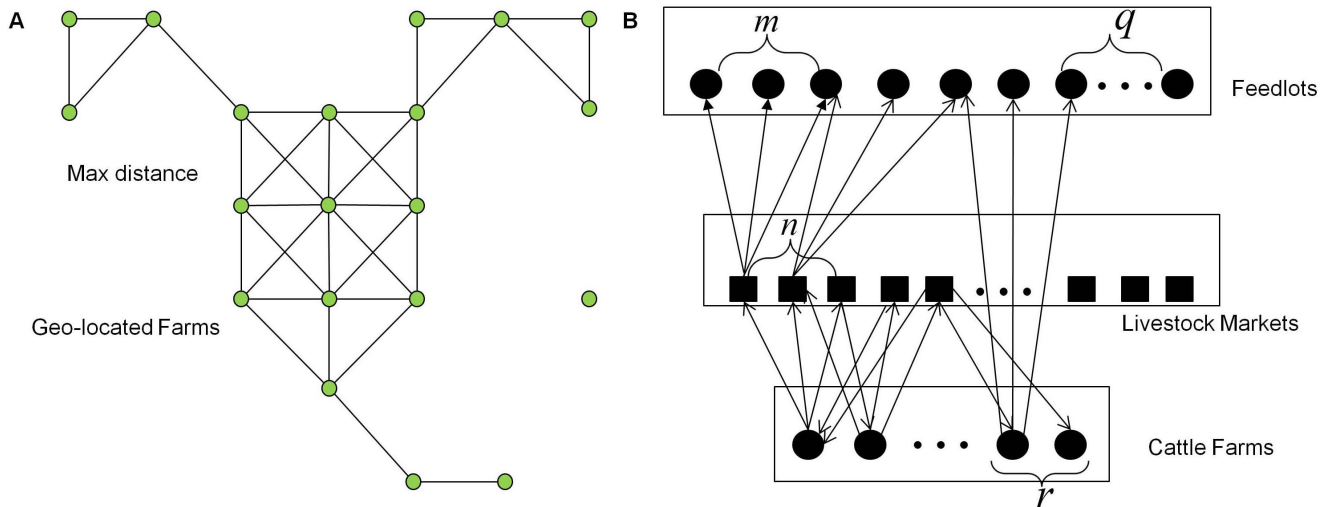 A
Max distance
Geo-located Farms
B
m
q
Feedlots
n
Livestock Markets
Cattle Farms
r